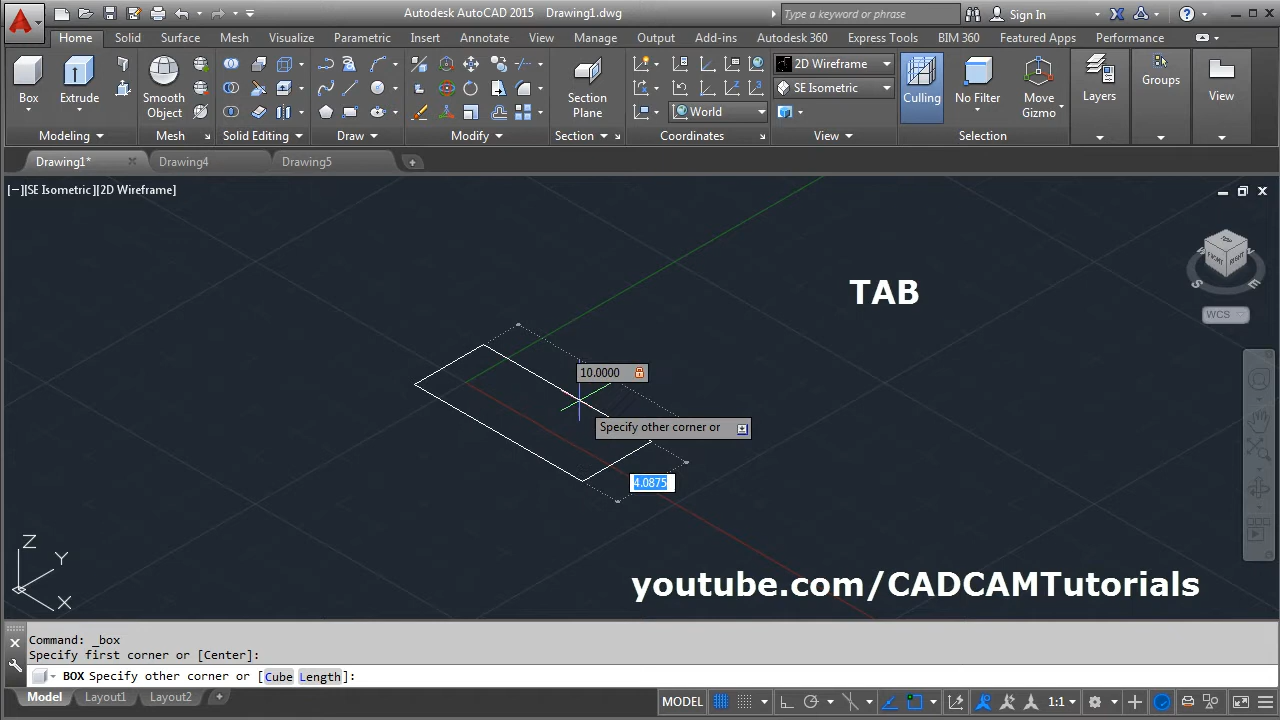 Autodesk AutoCAD 2015 Drawing1.dwg
Type a keyword or phrase
Sign In
Home Solid Surface Mesh Visualize Parametric Insert Annotate View Manage Output Add-ins Autodesk 360 Express Tools BIM 360 Featured Apps Performance
2D Wireframe
SE Isometric
World
Box
Extrude
Smooth Object
Section Plane
Culling
No Filter
Move Gizmo
Layers
Groups
View
Modeling
Mesh
Solid Editing
Draw
Modify
Section
Coordinates
View
Selection
Drawing1*
Drawing4
Drawing5
[−][SE Isometric][2D Wireframe]
TOP
FRONT
RIGHT
S
E
WCS
TAB
10.0000
Specify other corner or
4.0875
Z
Y
X
youtube.com/CADCAMTutorials
Command: _box
Specify first corner or [Center]:
BOX Specify other corner or [Cube Length]:
Model Layout1 Layout2
MODEL
1:1